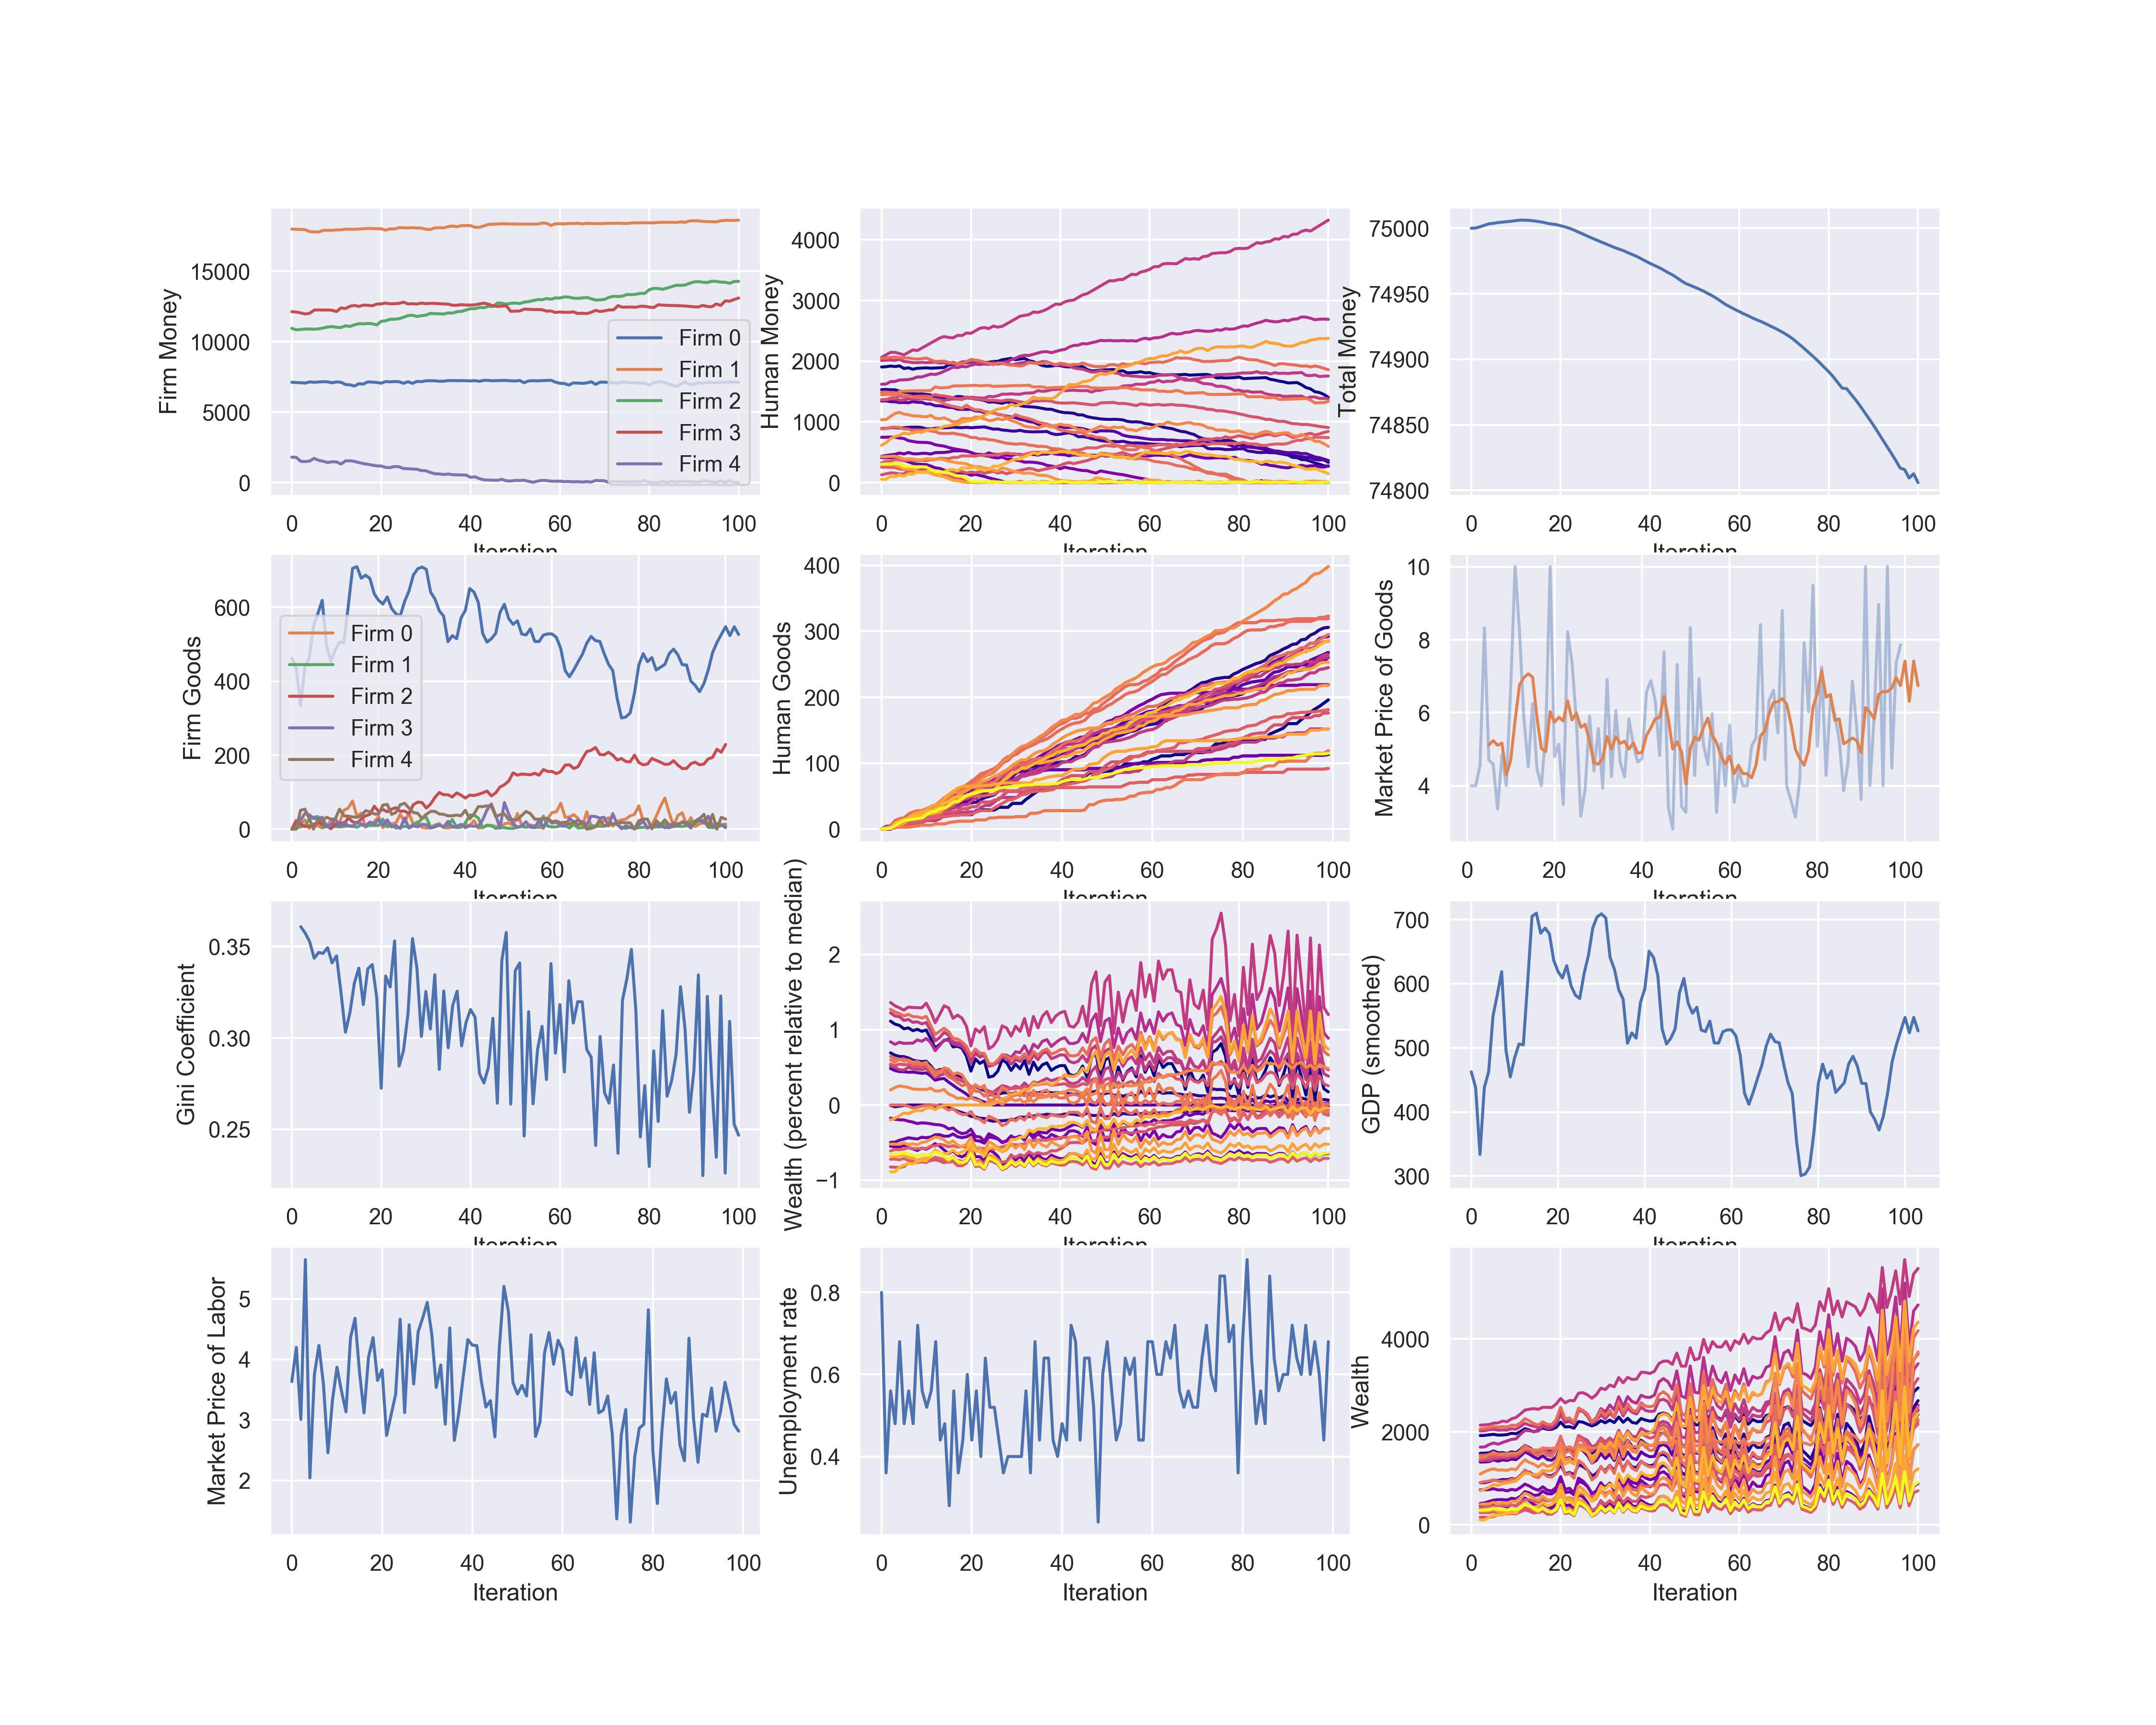 Firm Money
15000
10000
5000
0
0 20 40 60 80 100
Iteration
Firm 0
Firm 1
Firm 2
Firm 3
Firm 4
Human Money
4000
3000
2000
1000
0
0 20 40 60 80 100
Iteration
Total Money
75000
74950
74900
74850
74800
0 20 40 60 80 100
Iteration
Firm Goods
600
400
200
0
0 20 40 60 80 100
Iteration
Firm 0
Firm 1
Firm 2
Firm 3
Firm 4
Human Goods
400
300
200
100
0
0 20 40 60 80 100
Iteration
Market Price of Goods
10
8
6
4
0 20 40 60 80 100
Iteration
Gini Coefficient
0.35
0.30
0.25
0 20 40 60 80 100
Iteration
Wealth (percent relative to median)
2
1
0
−1
0 20 40 60 80 100
Iteration
GDP (smoothed)
700
600
500
400
300
0 20 40 60 80 100
Market Price of Labor
5
4
3
2
0 20 40 60 80 100
Iteration
Unemployment rate
0.8
0.6
0.4
0 20 40 60 80 100
Iteration
Wealth
4000
2000
0
0 20 40 60 80 100
Iteration